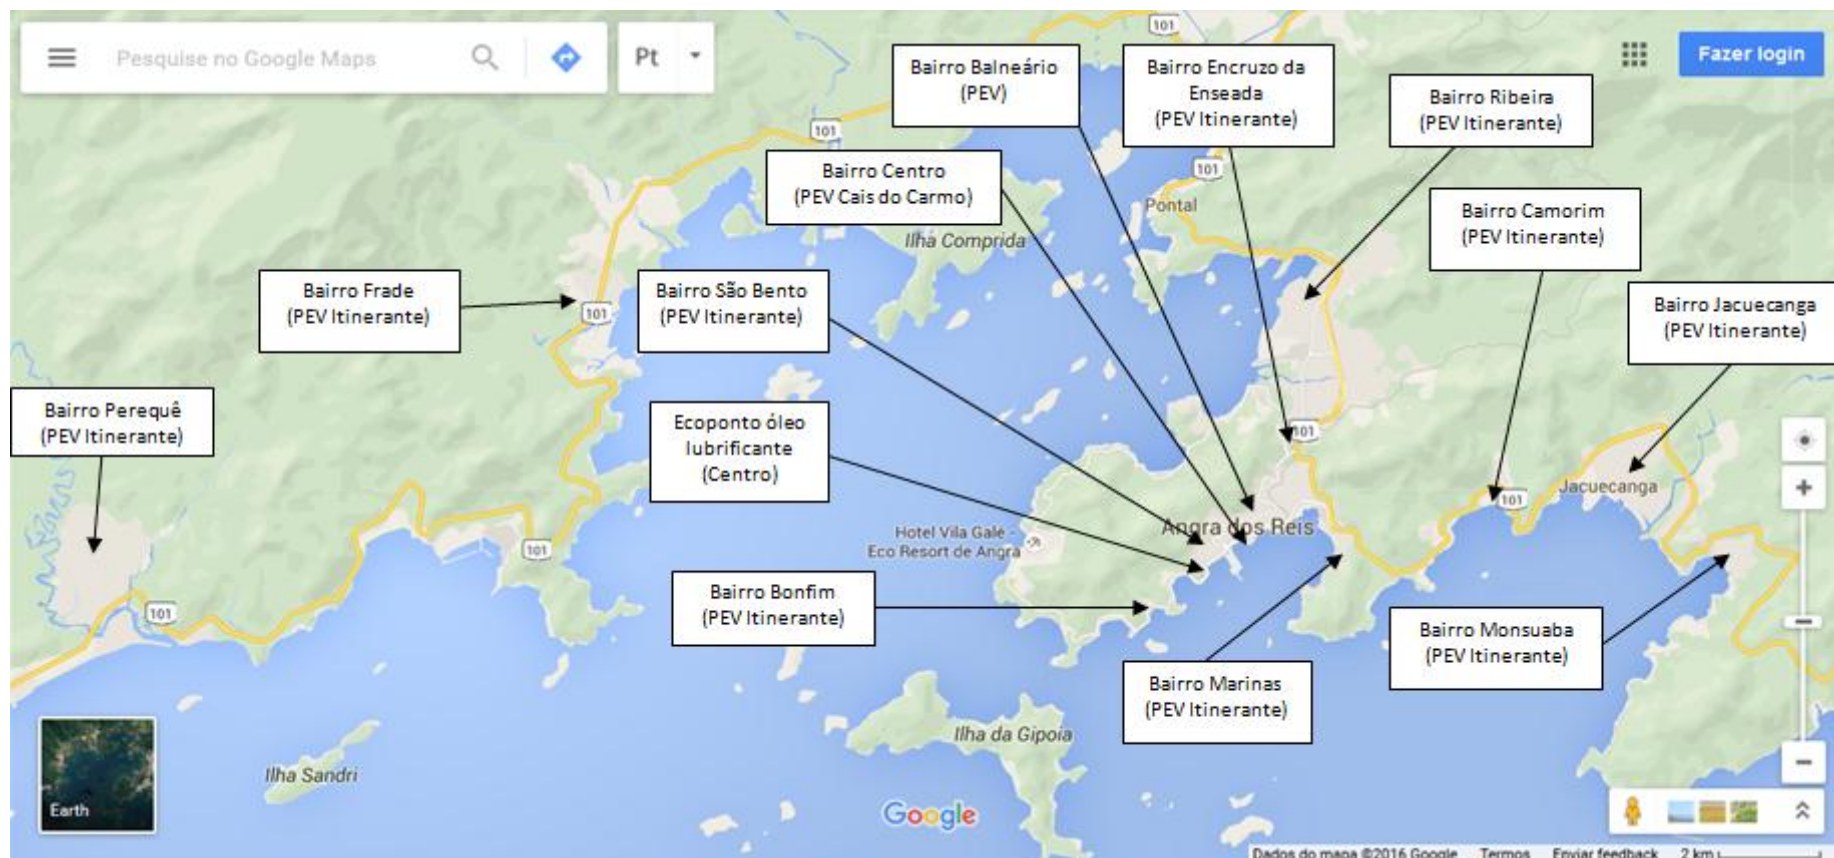 Pesquise no Google Maps
Pt
Fazer login
101
Bairro Balneário
(PEV)
Bairro Encruzo da
Enseada
(PEV Itinerante)
Bairro Ribeira
(PEV Itinerante)
101
Bairro Centro
(PEV Cais do Carmo)
101
Pontal
Ilha Comprida
Bairro Camorim
(PEV Itinerante)
Bairro Frade
(PEV Itinerante)
101
Bairro São Bento
(PEV Itinerante)
Bairro Jacuecanga
(PEV Itinerante)
Bairro Perequê
(PEV Itinerante)
Ecoponto óleo
lubrificante
(Centro)
101
Jacuecanga
101
Angra dos Reis
Hotel Vila Galé -
Eco Resort de Angra
101
Bairro Bonfim
(PEV Itinerante)
101
Bairro Monsuaba
(PEV Itinerante)
Bairro Marinas
(PEV Itinerante)
Ilha da Gipoia
Ilha Sandri
Earth
Google
Dados do mapa ©2016 Google Termos Enviar feedback 2 km